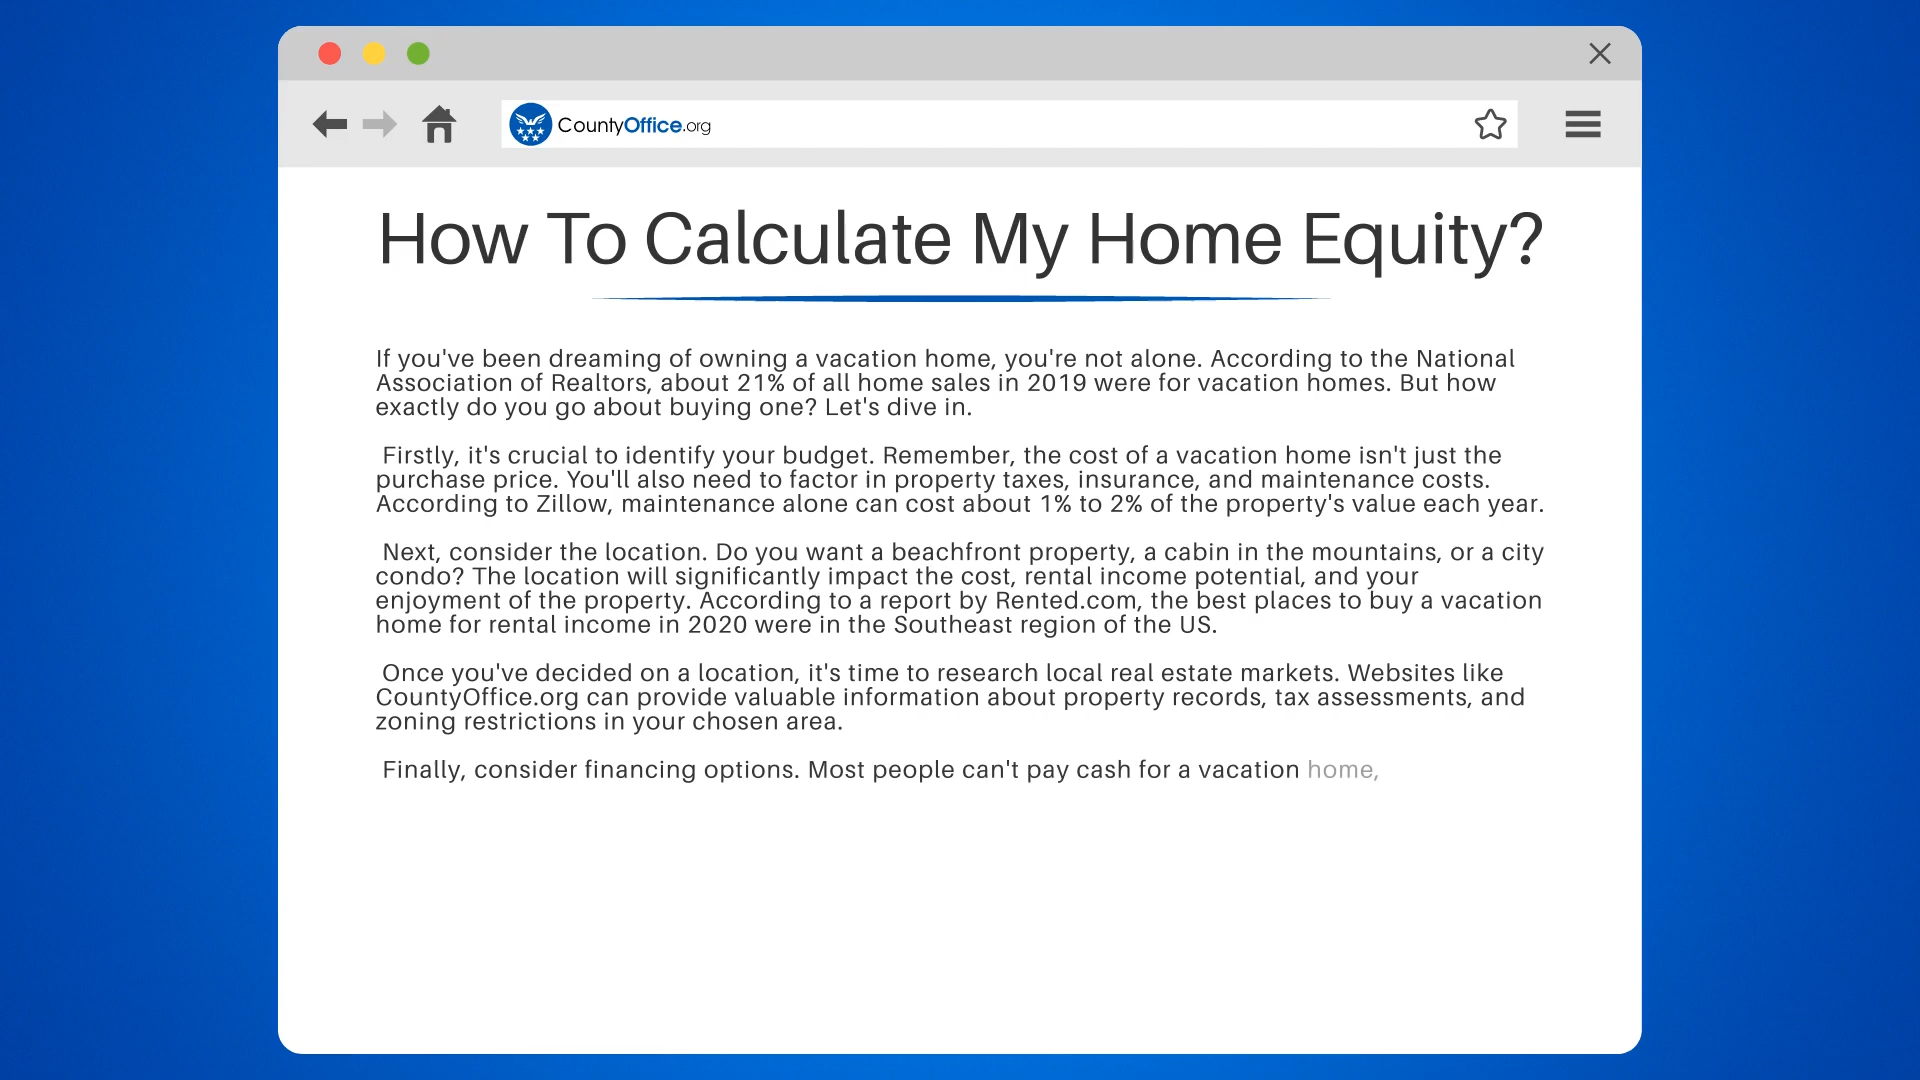 CountyOffice.org
How To Calculate My Home Equity?
If you've been dreaming of owning a vacation home, you're not alone. According to the National
Association of Realtors, about 21% of all home sales in 2019 were for vacation homes. But how
exactly do you go about buying one? Let's dive in.
Firstly, it's crucial to identify your budget. Remember, the cost of a vacation home isn't just the
purchase price. You'll also need to factor in property taxes, insurance, and maintenance costs.
According to Zillow, maintenance alone can cost about 1% to 2% of the property's value each year.
Next, consider the location. Do you want a beachfront property, a cabin in the mountains, or a city
condo? The location will significantly impact the cost, rental income potential, and your
enjoyment of the property. According to a report by Rented.com, the best places to buy a vacation
home for rental income in 2020 were in the Southeast region of the US.
Once you've decided on a location, it's time to research local real estate markets. Websites like
CountyOffice.org can provide valuable information about property records, tax assessments, and
zoning restrictions in your chosen area.
Finally, consider financing options. Most people can't pay cash for a vacation home,